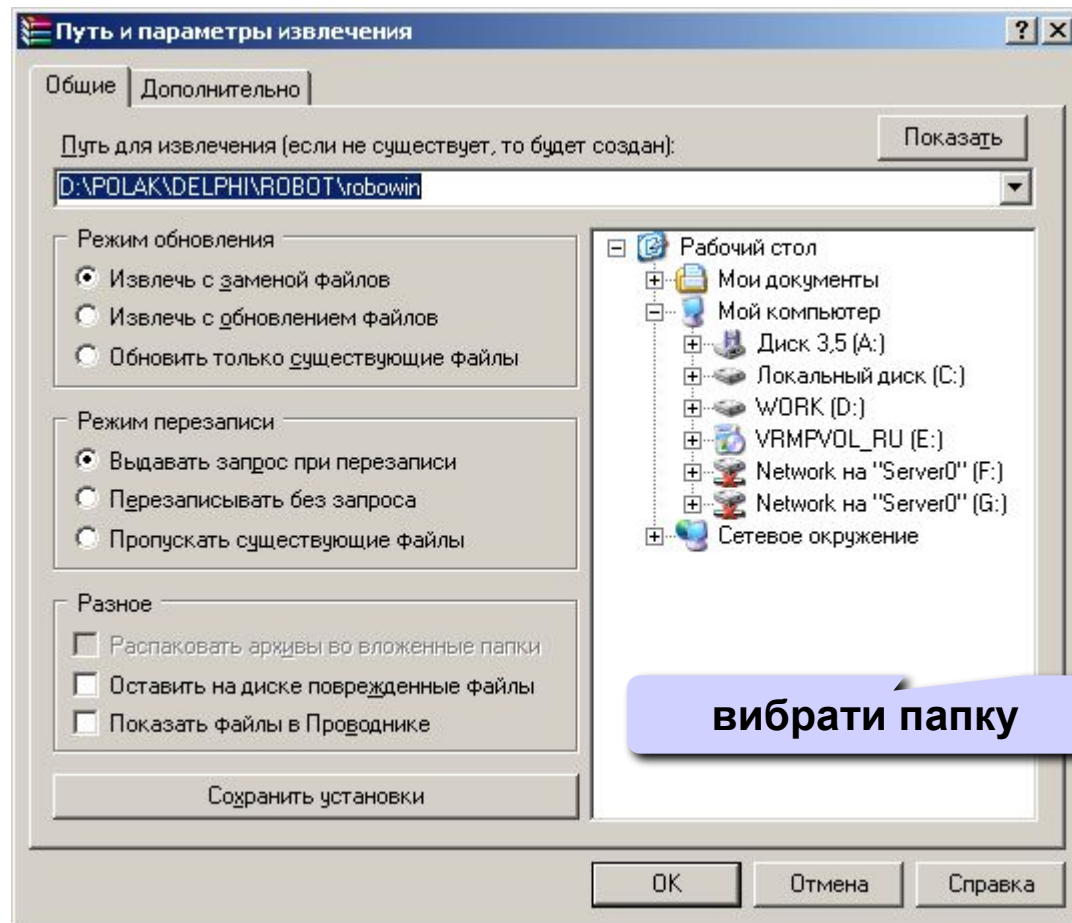 Путь и параметры извлечения
Общие
Дополнительно
Путь для извлечения (если не существует, то будет создан):
Показать
D:\POLAK\DELPHI\ROBOT\robowin
Режим обновления
Извлечь с заменой файлов
Извлечь с обновлением файлов
Обновить только существующие файлы
Режим перезаписи
Выдавать запрос при перезаписи
Перезаписывать без запроса
Пропускать существующие файлы
Разное
Распаковать архивы во вложенные папки
Оставить на диске поврежденные файлы
Показать файлы в Проводнике
Сохранить установки
Рабочий стол
Мои документы
Мой компьютер
Диск 3,5 (A:)
Локальный диск (C:)
WORK (D:)
VRMPVOL_RU (E:)
Network на "Server0" (F:)
Network на "Server0" (G:)
Сетевое окружение
вибрати папку
OK
Отмена
Справка